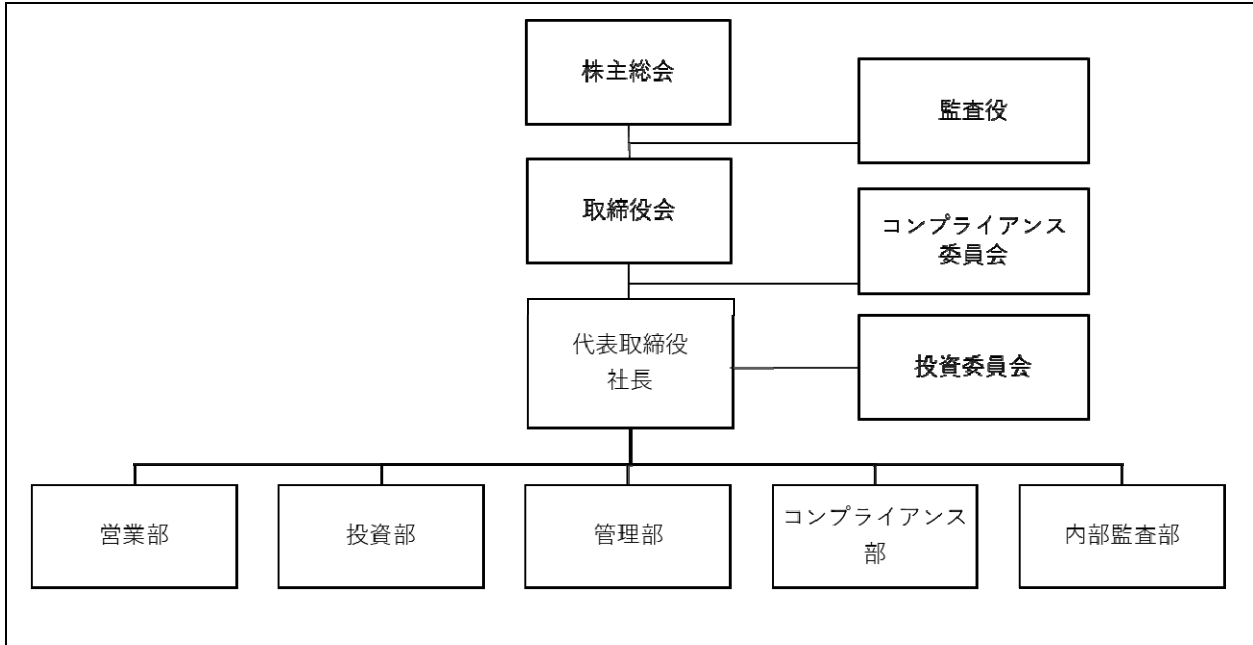 株主総会
監査役
取締役会
コンプライアンス
委員会
代表取締役
社長
投資委員会
営業部
投資部
管理部
コンプライアンス
部
内部監査部